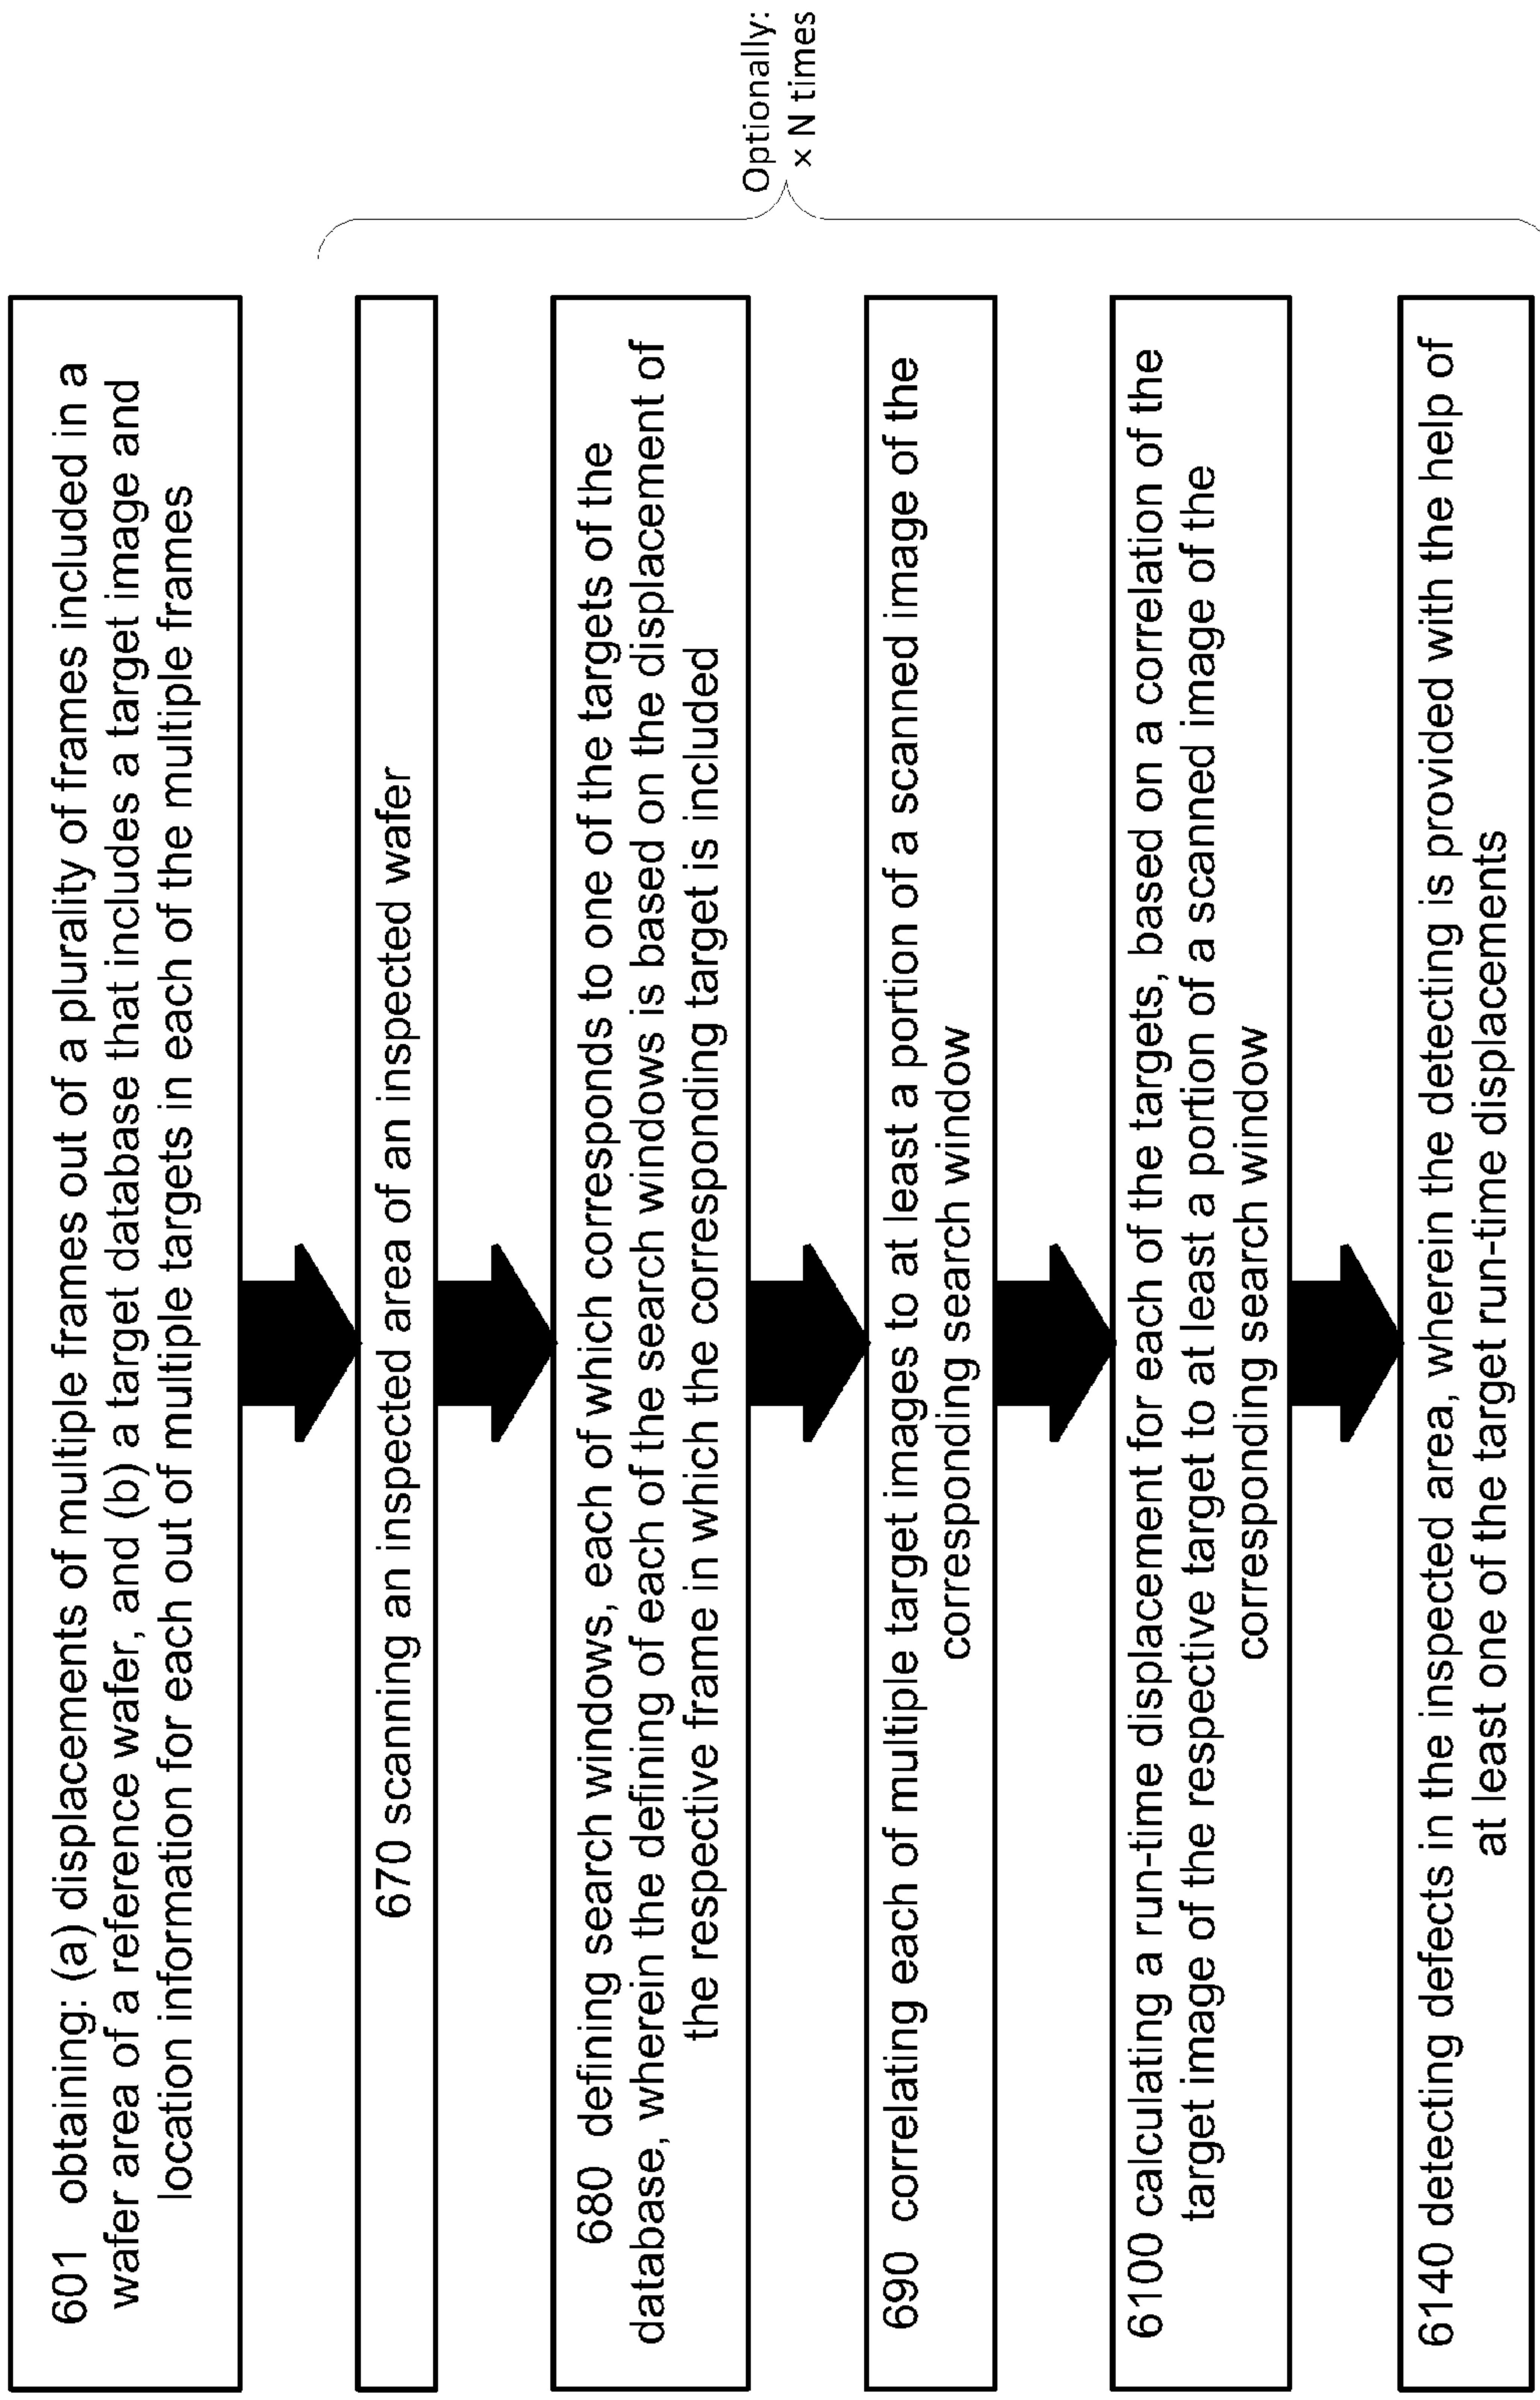 601 obtaining: (a) displacements of multiple frames out of a plurality of frames included in a
wafer area of a reference wafer, and (b) a target database that includes a target image and
location information for each out of multiple targets in each of the multiple frames
670 scanning an inspected area of an inspected wafer
680 defining search windows, each of which corresponds to one of the targets of the
database, wherein the defining of each of the search windows is based on the displacement of
the respective frame in which the corresponding target is included
690 correlating each of multiple target images to at least a portion of a scanned image of the
corresponding search window
6100 calculating a run-time displacement for each of the targets, based on a correlation of the
target image of the respective target to at least a portion of a scanned image of the
corresponding search window
6140 detecting defects in the inspected area, wherein the detecting is provided with the help of
at least one of the target run-time displacements
Optionally:
× N times